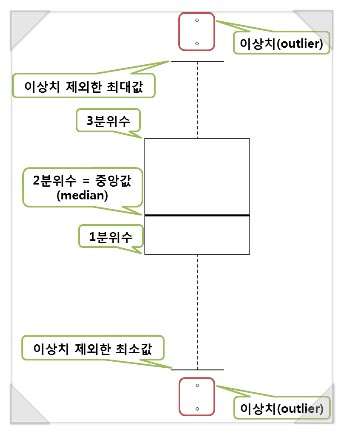 이상치(outlier)
이상치 제외한 최대값
3분위수
2분위수 = 중앙값
(median)
1분위수
이상치 제외한 최소값
이상치(outlier)